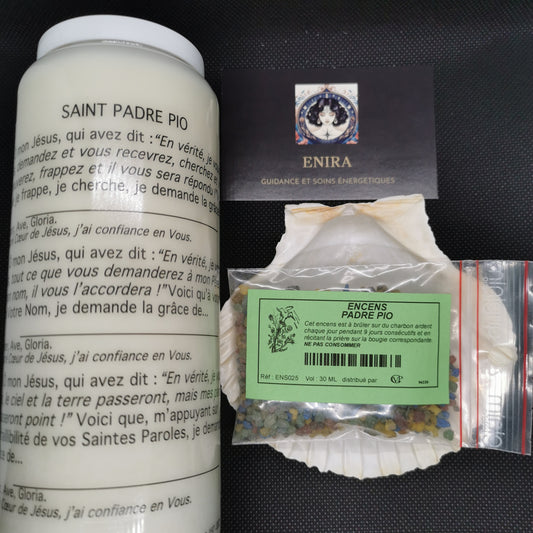 SAINT PADRE PIO
mon Jésus, qui avez dit : "En vérité, je
demandez et vous recevrez, cherchez et
frappez et il vous sera répondu !"
je frappe, je cherche, je demande la grâce...
Ave, Gloria.
Cœur de Jésus, j'ai confiance en Vous.
mon Jésus, qui avez dit : "En vérité, je
tout ce que vous demanderez à mon
nom, il vous l'accordera !" Voici qu'à
Votre Nom, je demande la grâce de...
Ave, Gloria.
Cœur de Jésus, j'ai confiance en Vous.
mon Jésus, qui avez dit : "En vérité, je
le ciel et la terre passeront, mais mes
point !" Voici que, m'appuyant sur
de vos Saintes Paroles, je demande
de...
Ave, Gloria.
Cœur de Jésus, j'ai confiance en Vous.
ENIRA
GUIDANCE ET SOINS ÉNERGÉTIQUES
ENCENS
PADRE PIO
Cet encens est à brûler sur du charbon ardent
chaque jour pendant 9 jours consécutifs et en
récitant la prière sur la bougie correspondante.
NE PAS CONSOMMER
Réf : ENS025 Vol : 30 ML distribué par